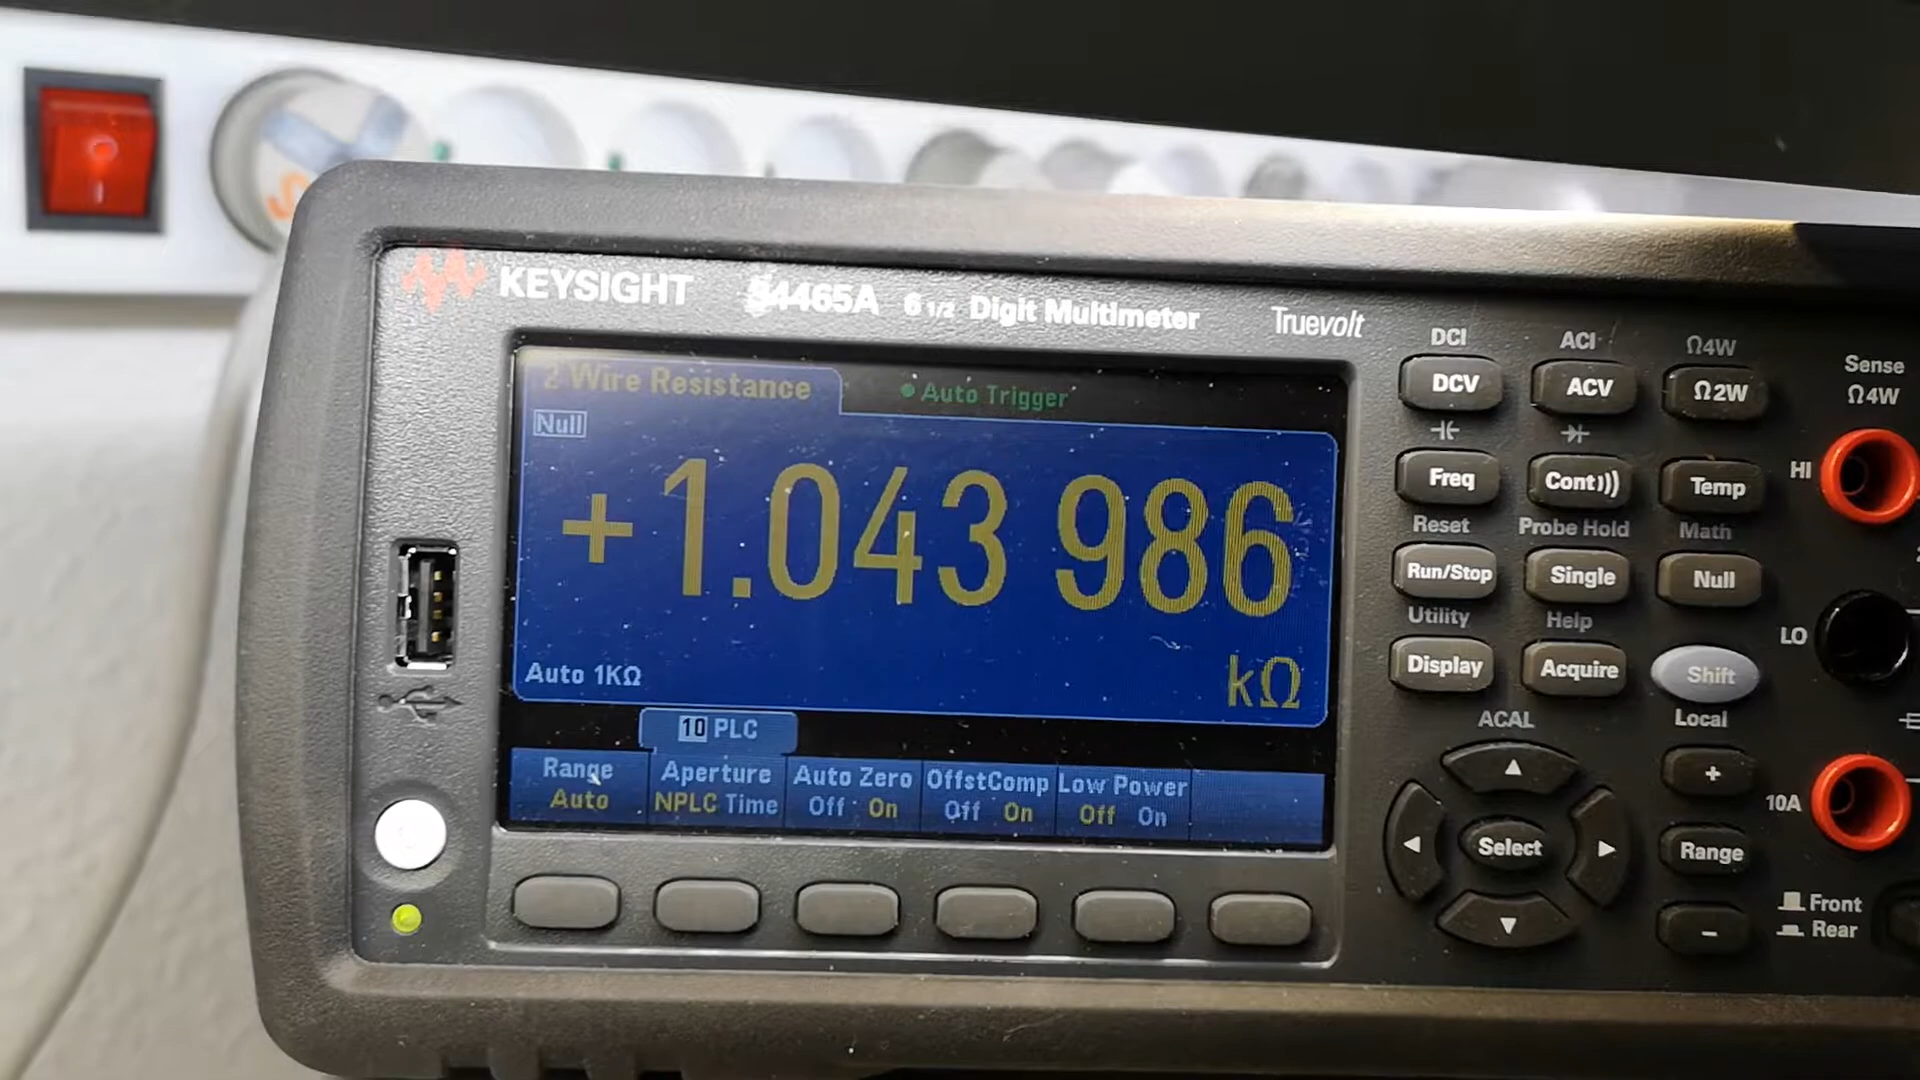 KEYSIGHT 34465A 6 1/2 Digit Multimeter Truevolt
2 Wire Resistance
Auto Trigger
Null
+1.043 986
kΩ
Auto 1KΩ
10 PLC
Range
Auto
Aperture
NPLC Time
Auto Zero
Off On
OffstComp
Off On
Low Power
Off On
DCI ACI Ω4W
DCV ACV Ω2W
Freq Cont Temp
Reset Probe Hold Math
Run/Stop Single Null
Utility Help
Display Acquire Shift
ACAL Local
+
Select Range
-
Sense
Ω4W
HI
LO
10A
Front
Rear